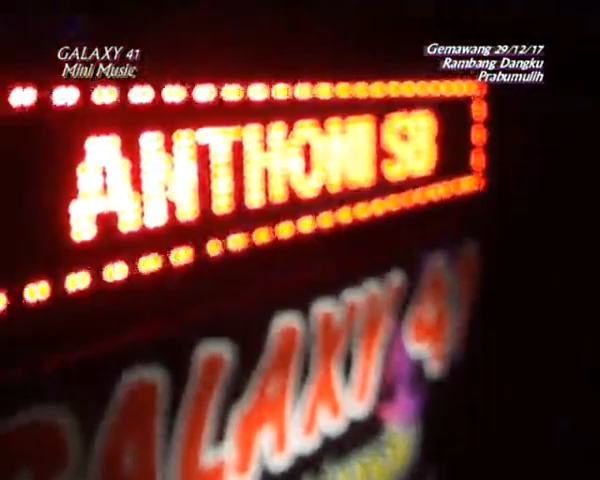 GALAXY 41
Mini Music
Gemawang 29/12/17
Rambang Dangku
Prabumulih
ANTHONI SB
GALAXY 41